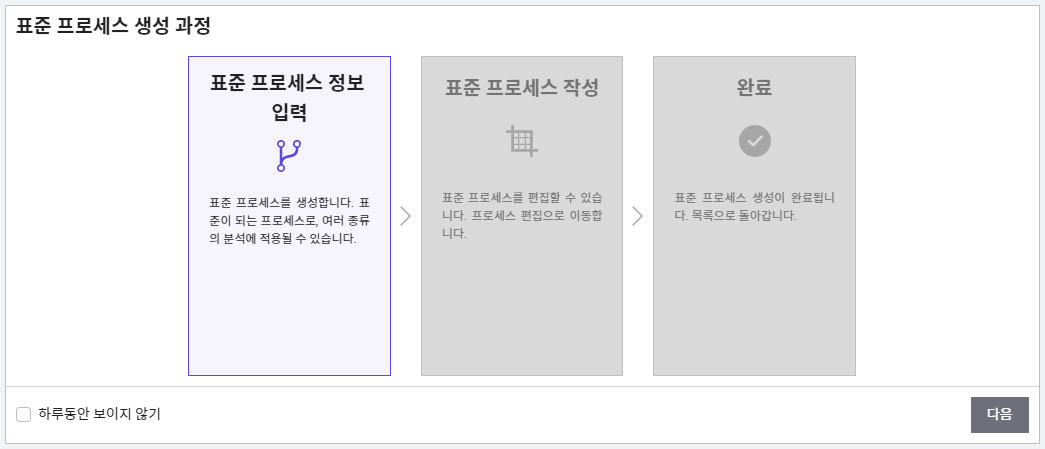 표준 프로세스 생성 과정
표준 프로세스 정보
입력
표준 프로세스를 생성합니다. 표
준이 되는 프로세스로, 여러 종류
의 분석에 적용될 수 있습니다.
표준 프로세스 작성
표준 프로세스를 편집할 수 있습
니다. 프로세스 편집으로 이동합
니다.
완료
표준 프로세스 생성이 완료됩니
다. 목록으로 돌아갑니다.
하루동안 보이지 않기
다음